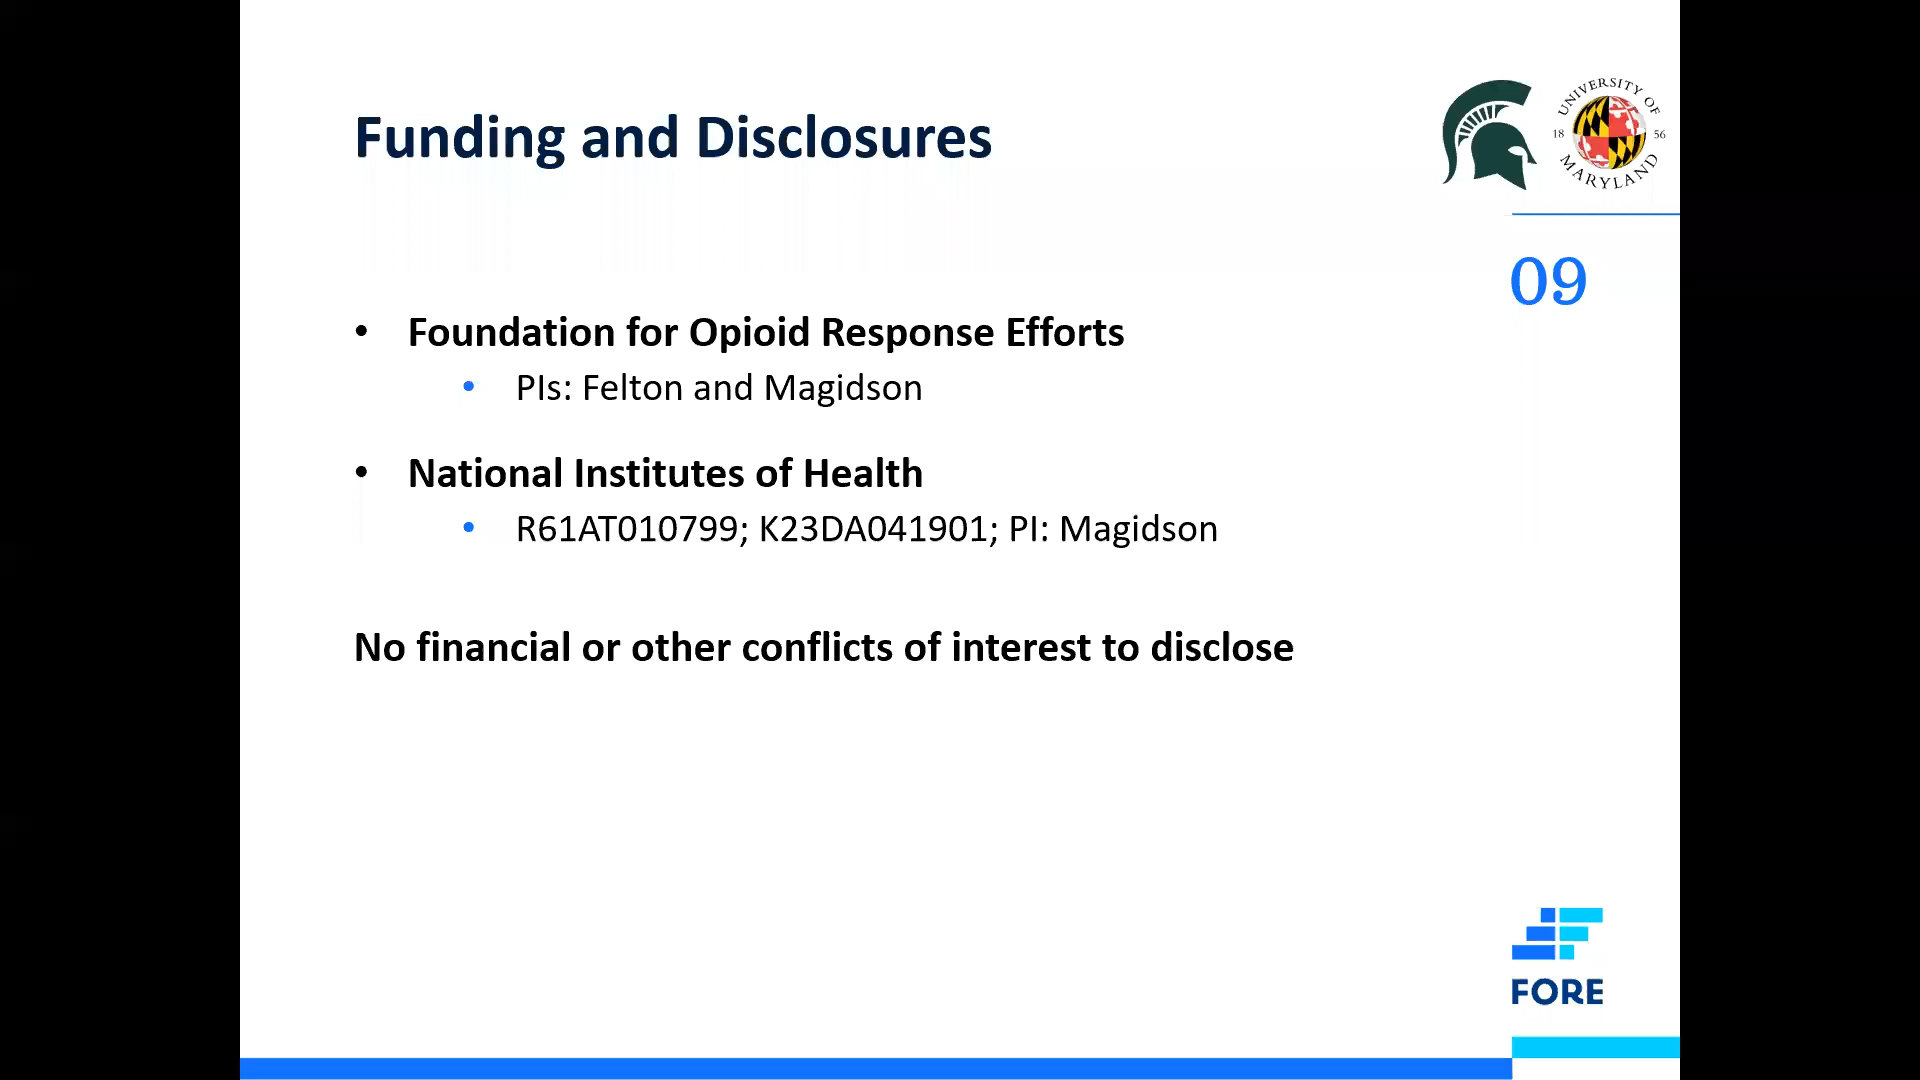 Funding and Disclosures
UNIVERSITY OF
18 56
MARYLAND
09
• Foundation for Opioid Response Efforts
• PIs: Felton and Magidson
• National Institutes of Health
• R61AT010799; K23DA041901; PI: Magidson
No financial or other conflicts of interest to disclose
FORE